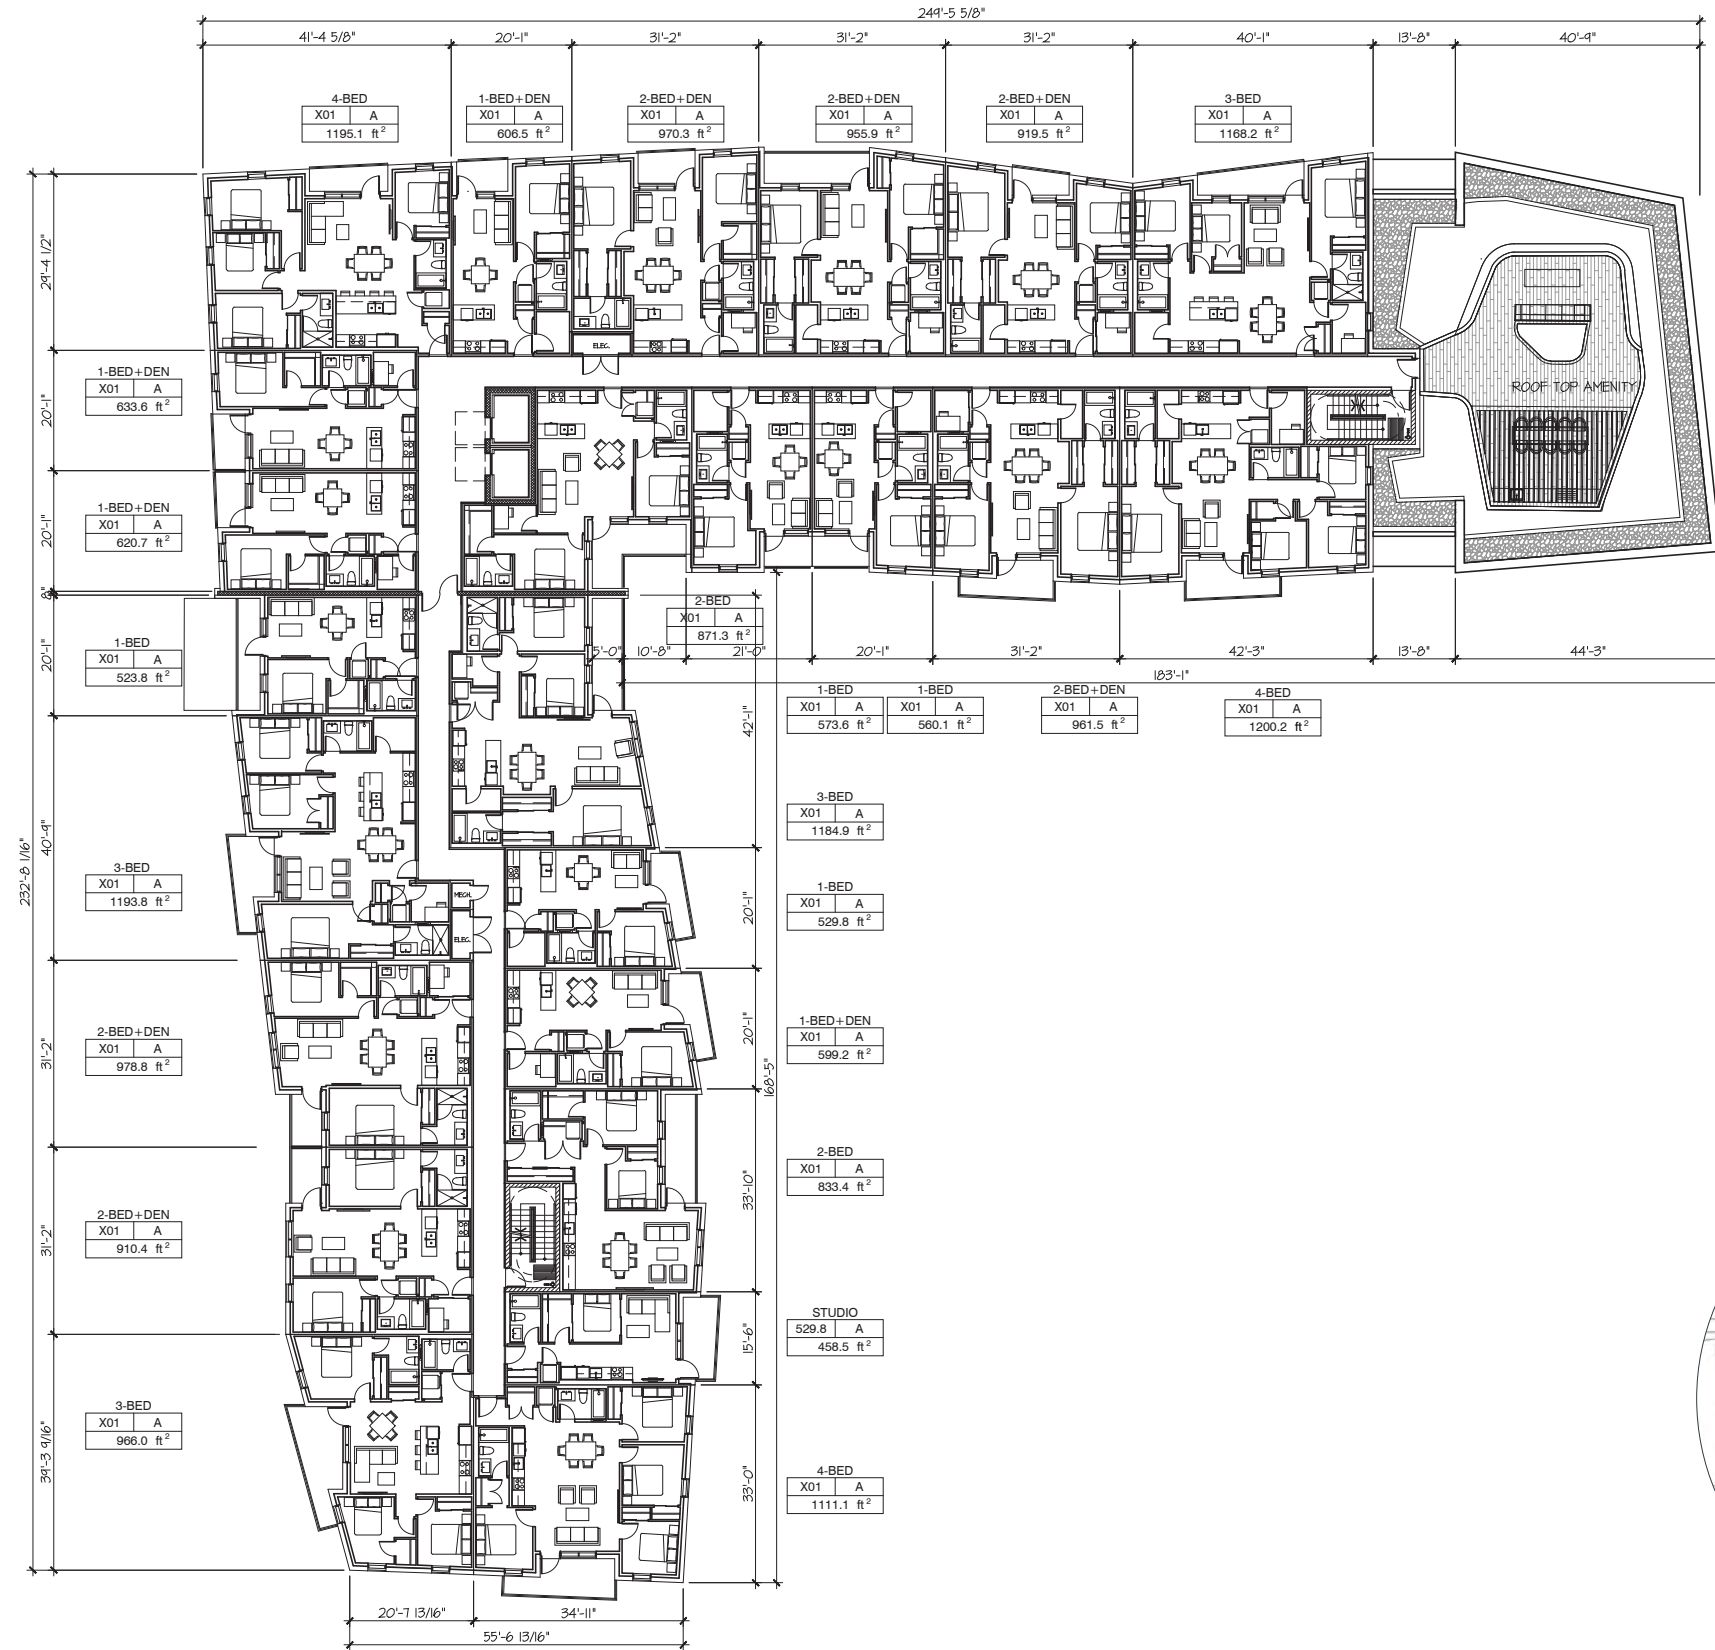 249'-5 5/8"
41'-4 5/8"
20'-1"
31'-2"
31'-2"
31'-2"
40'-1"
13'-8"
40'-9"
4-BED
X01 A
1195.1 ft²
1-BED+DEN
X01 A
606.5 ft²
2-BED+DEN
X01 A
970.3 ft²
2-BED+DEN
X01 A
955.9 ft²
2-BED+DEN
X01 A
919.5 ft²
3-BED
X01 A
1168.2 ft²
29'-4 1/2"
ELEC.
1-BED+DEN
X01 A
633.6 ft²
20'-1"
ROOF TOP AMENITY
1-BED+DEN
X01 A
620.7 ft²
20'-1"
8"
2-BED
X01 A
871.3 ft²
1-BED
X01 A
523.8 ft²
20'-1"
5'-0"
10'-8"
21'-0"
20'-1"
31'-2"
42'-3"
13'-8"
44'-3"
183'-1"
1-BED
X01 A
573.6 ft²
1-BED
X01 A
560.1 ft²
2-BED+DEN
X01 A
961.5 ft²
4-BED
X01 A
1200.2 ft²
42'-1"
3-BED
X01 A
1184.9 ft²
232'-8 1/16"
40'-9"
3-BED
X01 A
1193.8 ft²
MECH.
ELEC.
20'-1"
1-BED
X01 A
529.8 ft²
2-BED+DEN
X01 A
978.8 ft²
31'-2"
20'-1"
1-BED+DEN
X01 A
599.2 ft²
168'-5"
33'-10"
2-BED
X01 A
833.4 ft²
2-BED+DEN
X01 A
910.4 ft²
31'-2"
15'-6"
STUDIO
529.8 A
458.5 ft²
3-BED
X01 A
966.0 ft²
39'-3 9/16"
33'-0"
4-BED
X01 A
1111.1 ft²
20'-7 13/16"
34'-11"
55'-6 13/16"